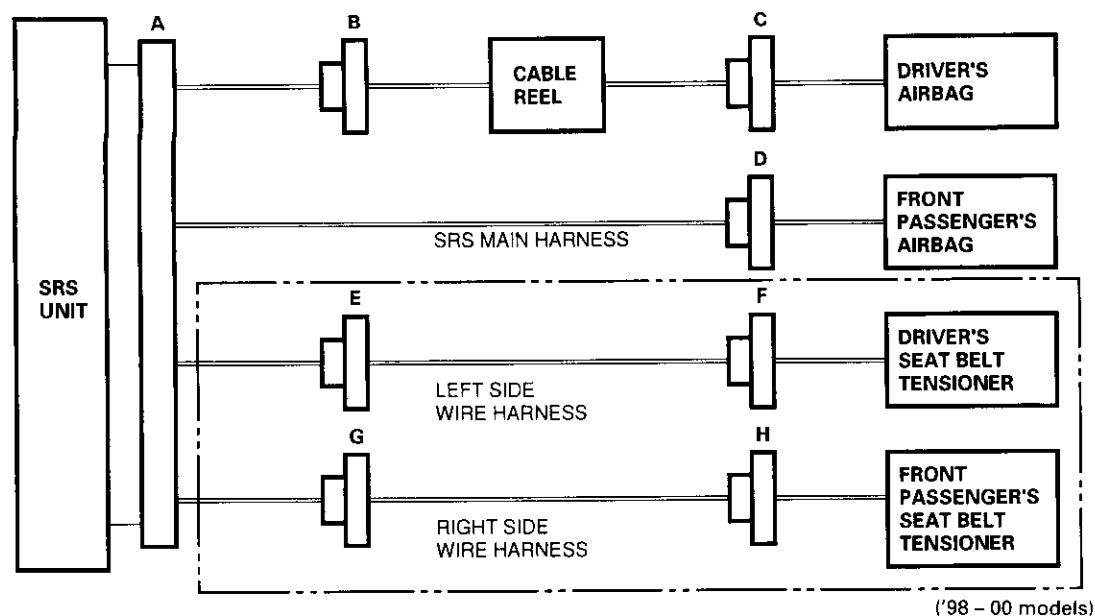 A
B
C
CABLE
REEL
DRIVER'S
AIRBAG
D
FRONT
PASSENGER'S
AIRBAG
SRS MAIN HARNESS
SRS
UNIT
E
F
DRIVER'S
SEAT BELT
TENSIONER
LEFT SIDE
WIRE HARNESS
G
H
FRONT
PASSENGER'S
SEAT BELT
TENSIONER
RIGHT SIDE
WIRE HARNESS
('98 – 00 models)